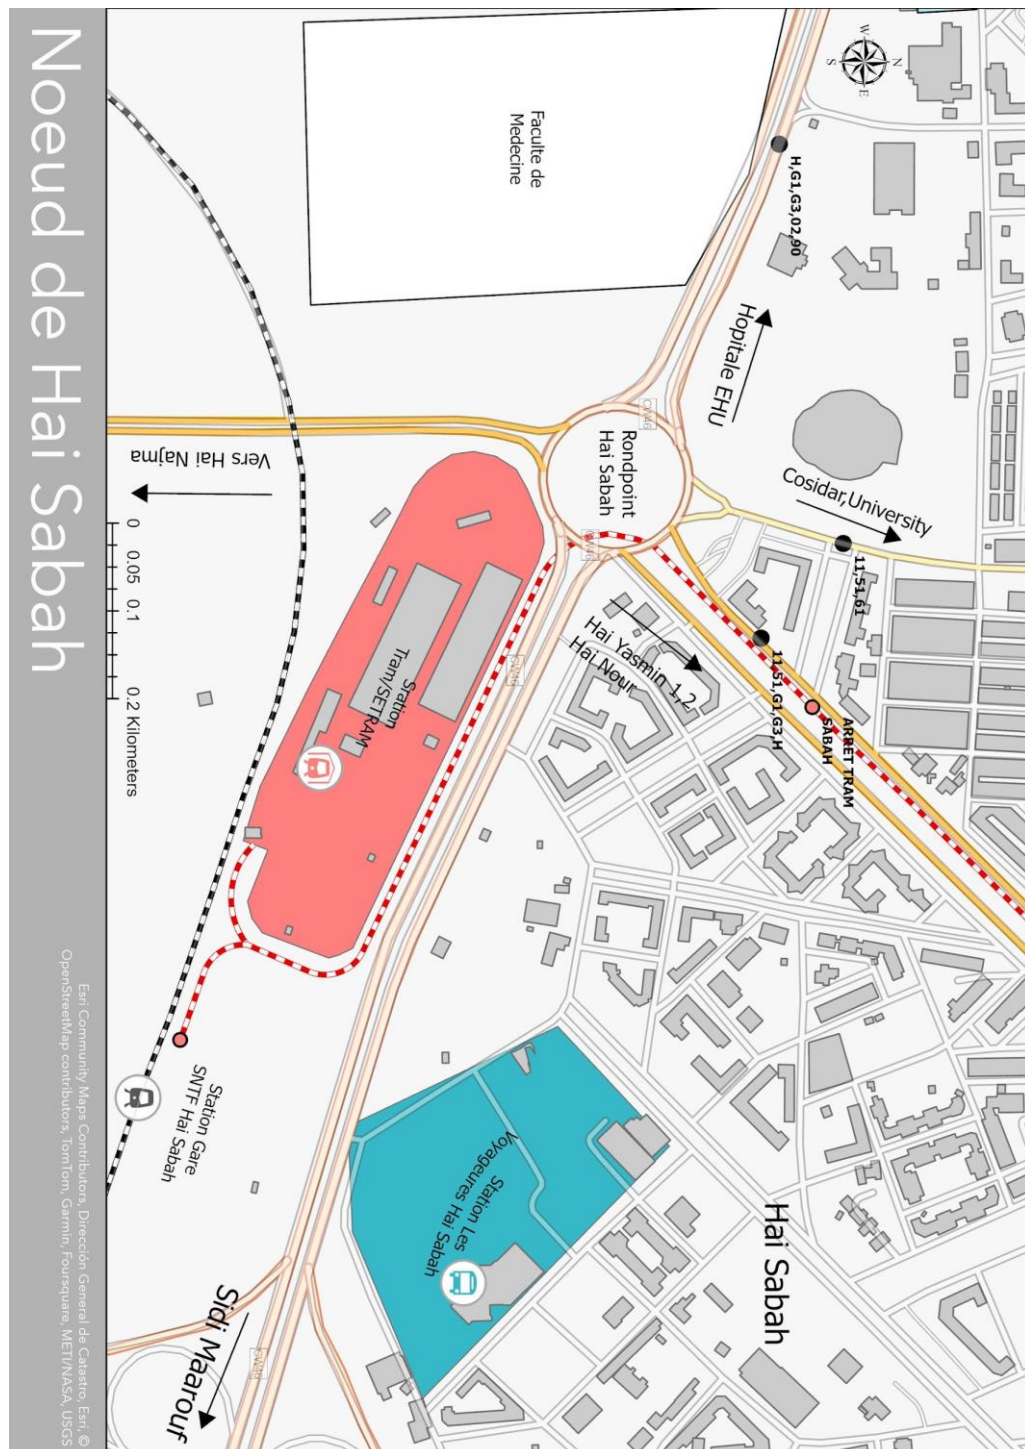 Noeud de Hai Sabah
Faculte de
Medecine
N
W
E
S
H,G1,G3,02,90
Hopitale EHU
CW46
Rondpoint
Hai Sabah
CW46
Cosidar,University
11,51,61
Vers Hai Najma
Hai Yasmin 1,2
Hai Nour
11,51,G1,G3,H
ARRET TRAM
SABAH
CW46
Station
Tram/SETRAM
0 0.05 0.1 0.2 Kilometers
Station Gare
SNTF Hai Sabah
Station Les
Voyageures Hai Sabah
Hai Sabah
Sidi Maarouf
CW46
Esri Community Maps Contributors, Dirección General de Catastro, Esri, ©
OpenStreetMap contributors, TomTom, Garmin, Foursquare, METI/NASA, USGS